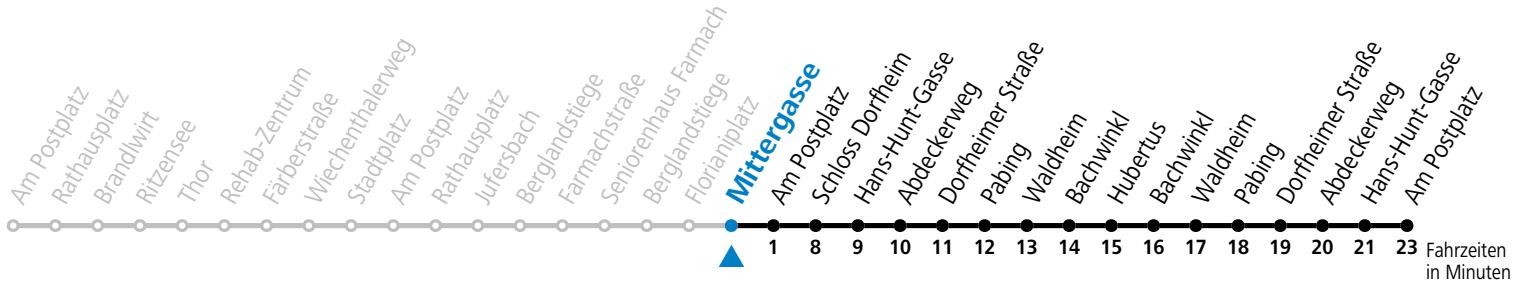 Am Postplatz
Rathausplatz
Brandlwirt
Ritzensee
Thor
Rehab-Zentrum
Färberstraße
Wiechenthalerweg
Stadtplatz
Am Postplatz
Rathausplatz
Jufersbach
Berglandstiege
Farmachstraße
Seniorenhaus Farmach
Berglandstiege
Florianiplatz
Mittergasse
Am Postplatz
Schloss Dorfheim
Hans-Hunt-Gasse
Abdeckerweg
Dorfheimer Straße
Pabing
Waldheim
Bachwinkl
Hubertus
Bachwinkl
Waldheim
Pabing
Dorfheimer Straße
Abdeckerweg
Hans-Hunt-Gasse
Am Postplatz
1 8 9 10 11 12 13 14 15 16 17 18 19 20 21 23
Fahrzeiten
in Minuten